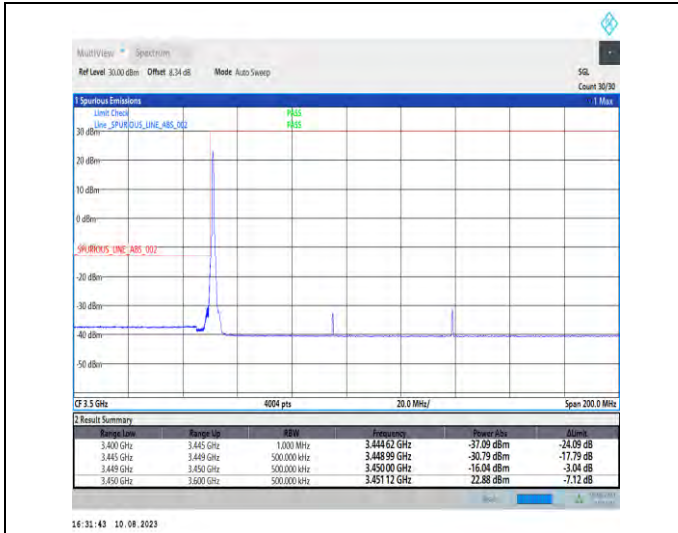 MultiView Spectrum
Ref Level 30.00 dBm Offset 8.34 dB Mode Auto Sweep SGL
Count 30/30
1 Spurious Emissions 1 Max
Limit Check PASS
Line _SPURIOUS_LINE_ABS_002 PASS
30 dBm
20 dBm
10 dBm
0 dBm
_SPURIOUS_LINE_ABS_002
-20 dBm
-30 dBm
-40 dBm
-50 dBm
CF 3.5 GHz 4004 pts 20.0 MHz/ Span 200.0 MHz
2 Result Summary
Range Low Range Up RBW Frequency Power Abs ΔLimit
3.400 GHz 3.445 GHz 1.000 MHz 3.444 62 GHz -37.09 dBm -24.09 dB
3.445 GHz 3.449 GHz 500.000 kHz 3.448 99 GHz -30.79 dBm -17.79 dB
3.449 GHz 3.450 GHz 500.000 kHz 3.450 00 GHz -16.04 dBm -3.04 dB
3.450 GHz 3.600 GHz 500.000 kHz 3.451 12 GHz 22.88 dBm -7.12 dB
16:31:43 10.08.2023